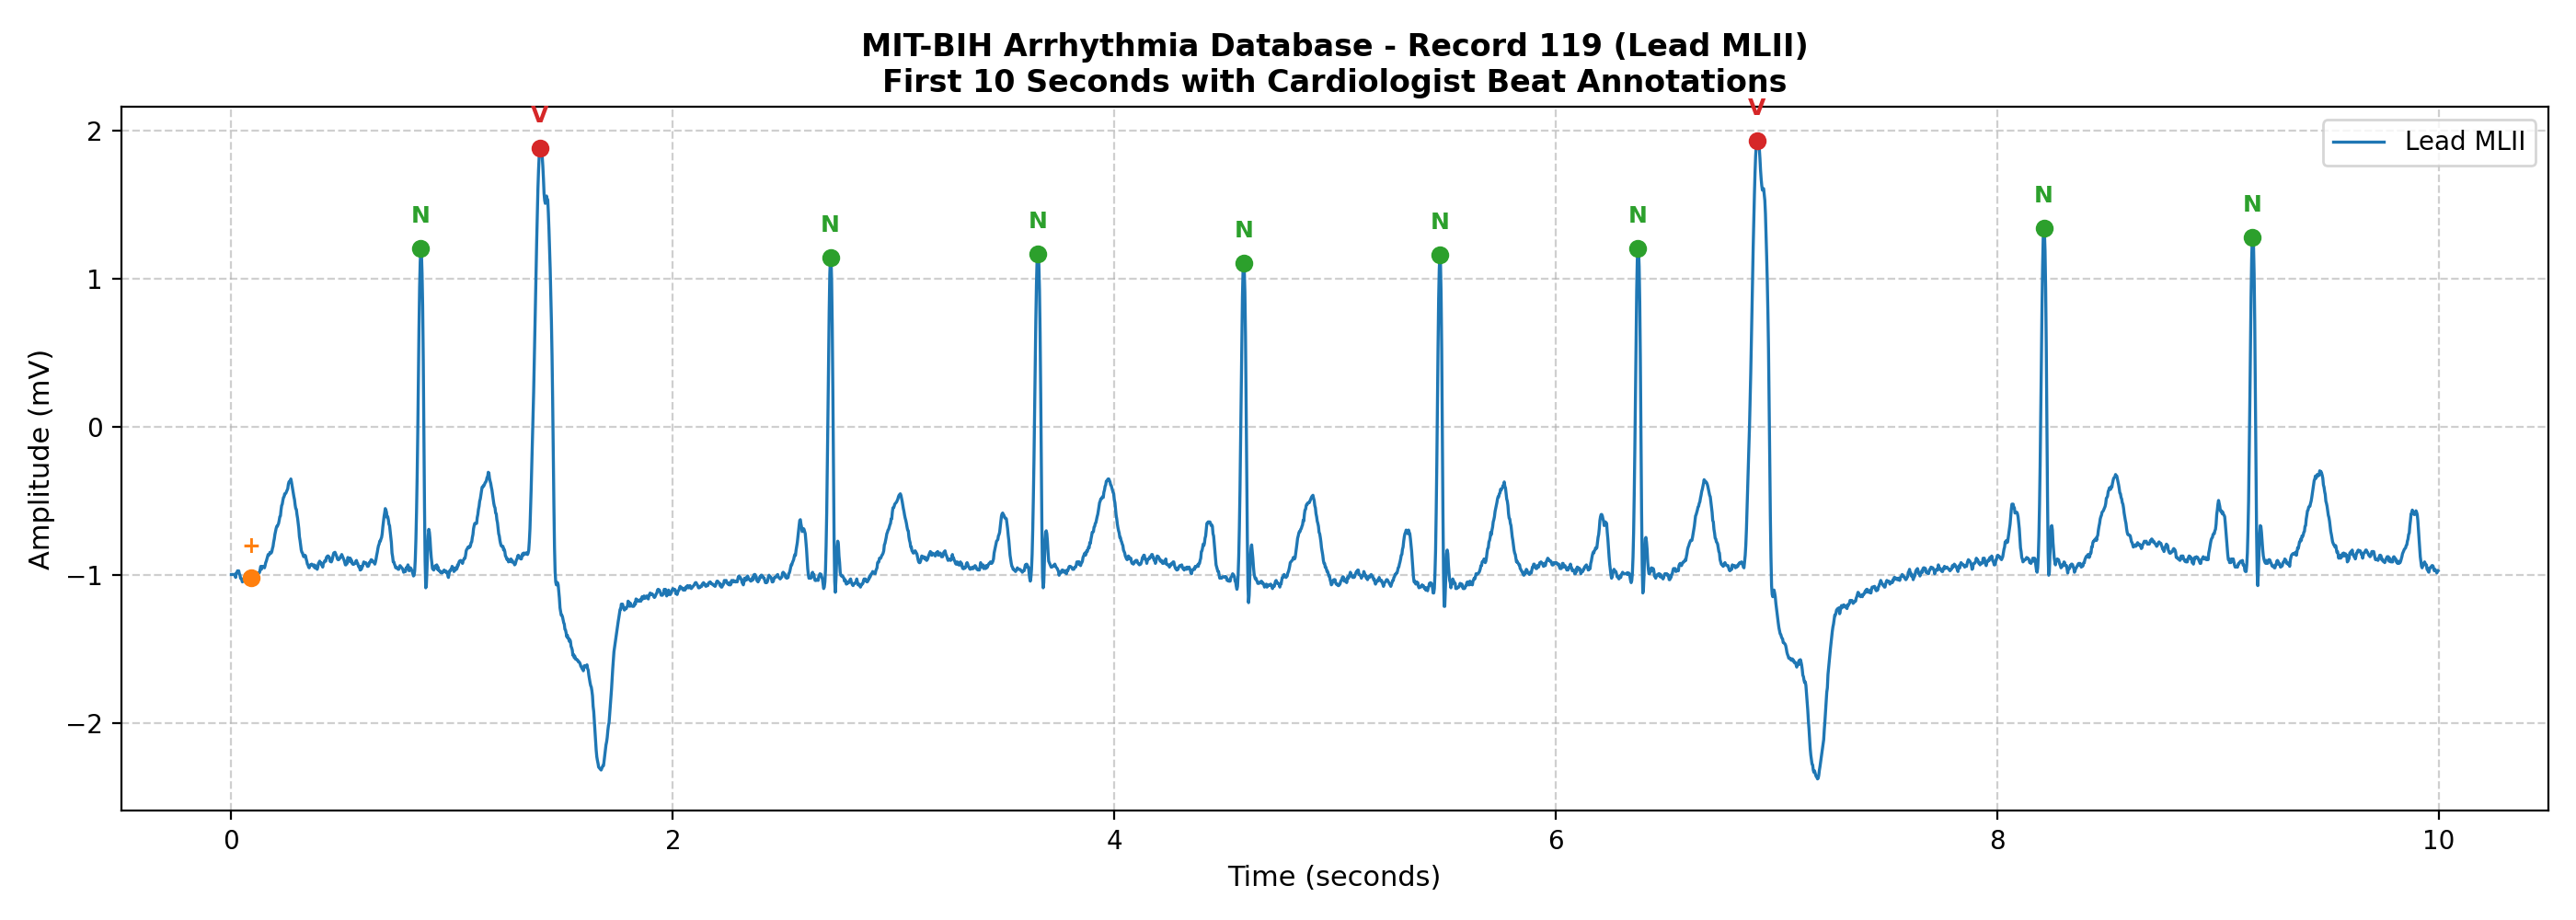 MIT-BIH Arrhythmia Database - Record 119 (Lead MLII)
First 10 Seconds with Cardiologist Beat Annotations
V V
N N N N N N N N
+
Lead MLII
Amplitude (mV)
2
1
0
−1
−2
0 2 4 6 8 10
Time (seconds)